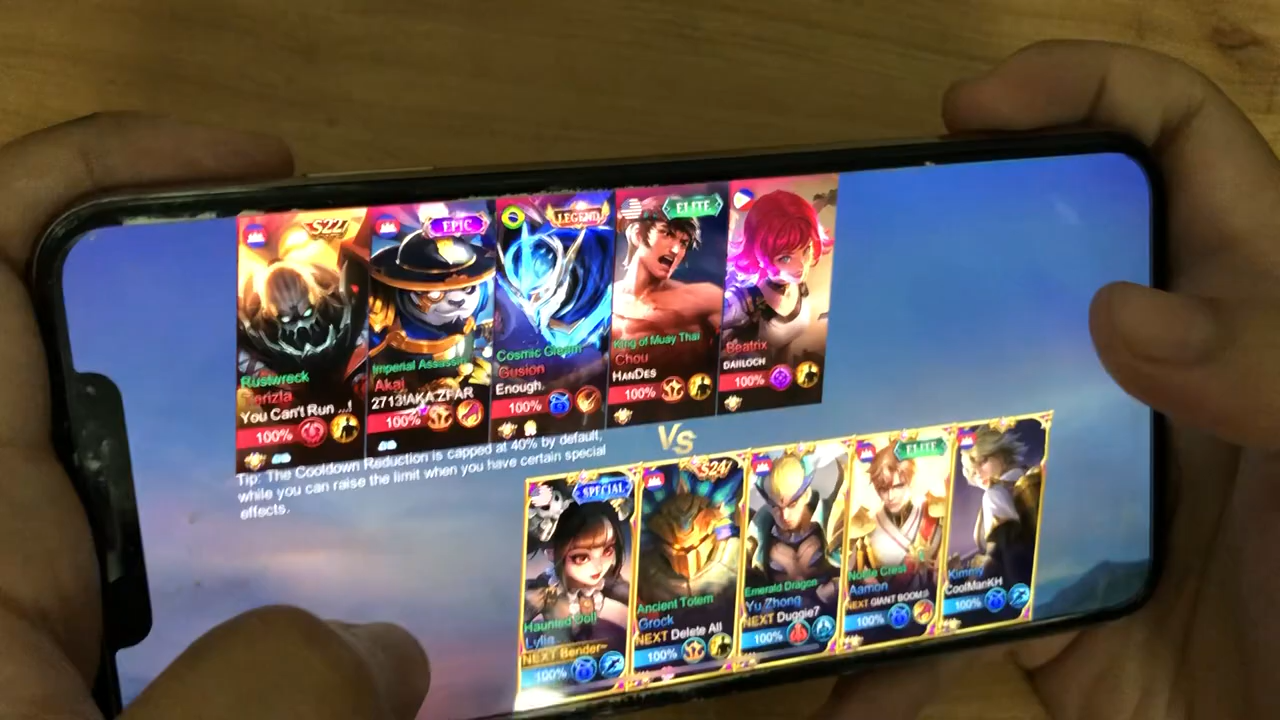 S22
Rustwreck
Terizla
You Can't Run ...!
100%
EPIC
Imperial Assassin
Akai
2713!AKA ZFAR
100%
LEGEND
Cosmic Gleam
Gusion
Enough.
100%
ELITE
King of Muay Thai
Chou
HANDES
100%
Beatrix
100%
Vs
Tip: The Cooldown Reduction is capped at 40% by default,
while you can raise the limit when you have certain special
effects.
SPECIAL
Haunted Doll
Lylia
NEXT Bender~
100%
S24
Ancient Totem
Grock
NEXT Delete All
100%
Emerald Dragon
Yu Zhong
NEXT Duggie7
100%
ELITE
Noble Crest
Aamon
NEXT GIANT BOOM
100%
Kimmy
CoolManKH
100%